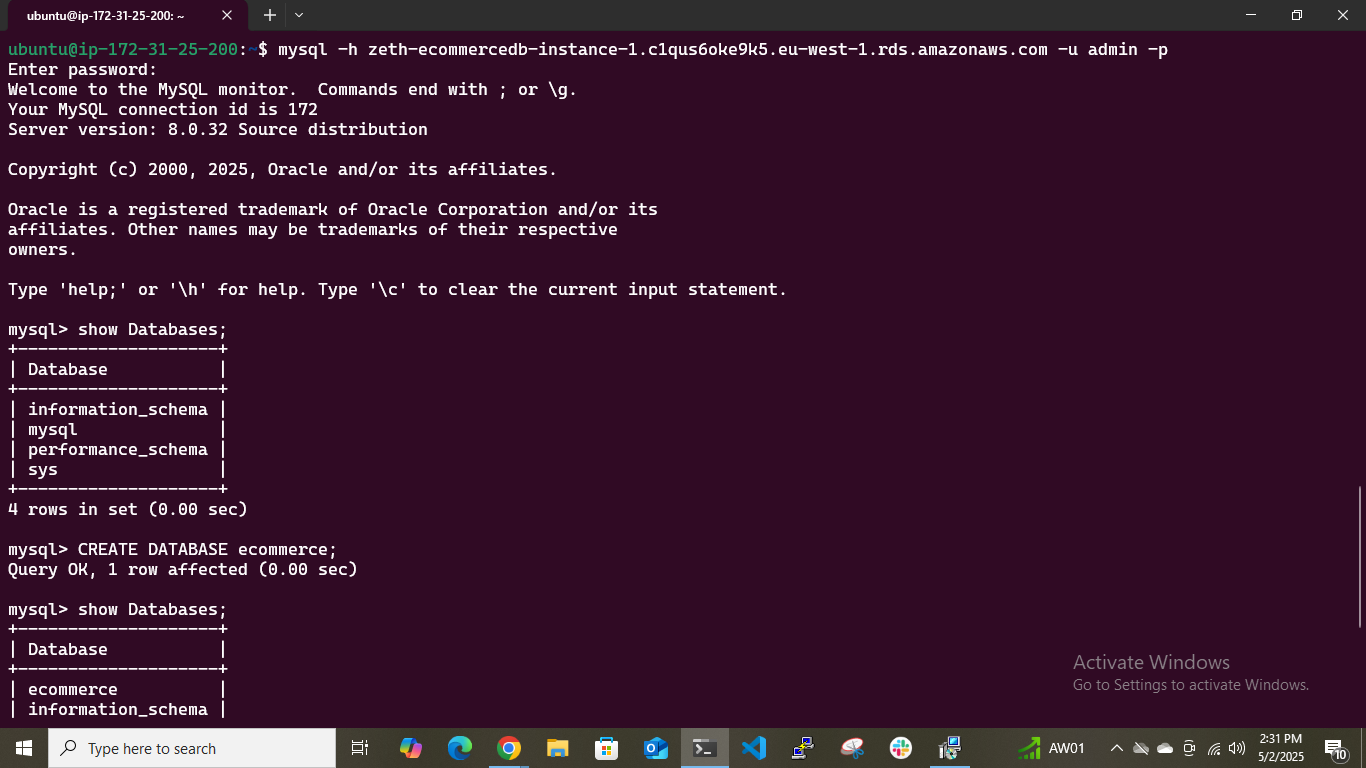 ubuntu@ip-172-31-25-200: ~
ubuntu@ip-172-31-25-200:~$ mysql -h zeth-ecommercedb-instance-1.c1qus6oke9k5.eu-west-1.rds.amazonaws.com -u admin -p
Enter password:
Welcome to the MySQL monitor.  Commands end with ; or \g.
Your MySQL connection id is 172
Server version: 8.0.32 Source distribution

Copyright (c) 2000, 2025, Oracle and/or its affiliates.

Oracle is a registered trademark of Oracle Corporation and/or its
affiliates. Other names may be trademarks of their respective
owners.

Type 'help;' or '\h' for help. Type '\c' to clear the current input statement.

mysql> show Databases;
+--------------------+
| Database           |
+--------------------+
| information_schema |
| mysql              |
| performance_schema |
| sys                |
+--------------------+
4 rows in set (0.00 sec)

mysql> CREATE DATABASE ecommerce;
Query OK, 1 row affected (0.00 sec)

mysql> show Databases;
+--------------------+
| Database           |
+--------------------+
| ecommerce          |
| information_schema |
Activate Windows
Go to Settings to activate Windows.
Type here to search
AW01
2:31 PM
5/2/2025
10